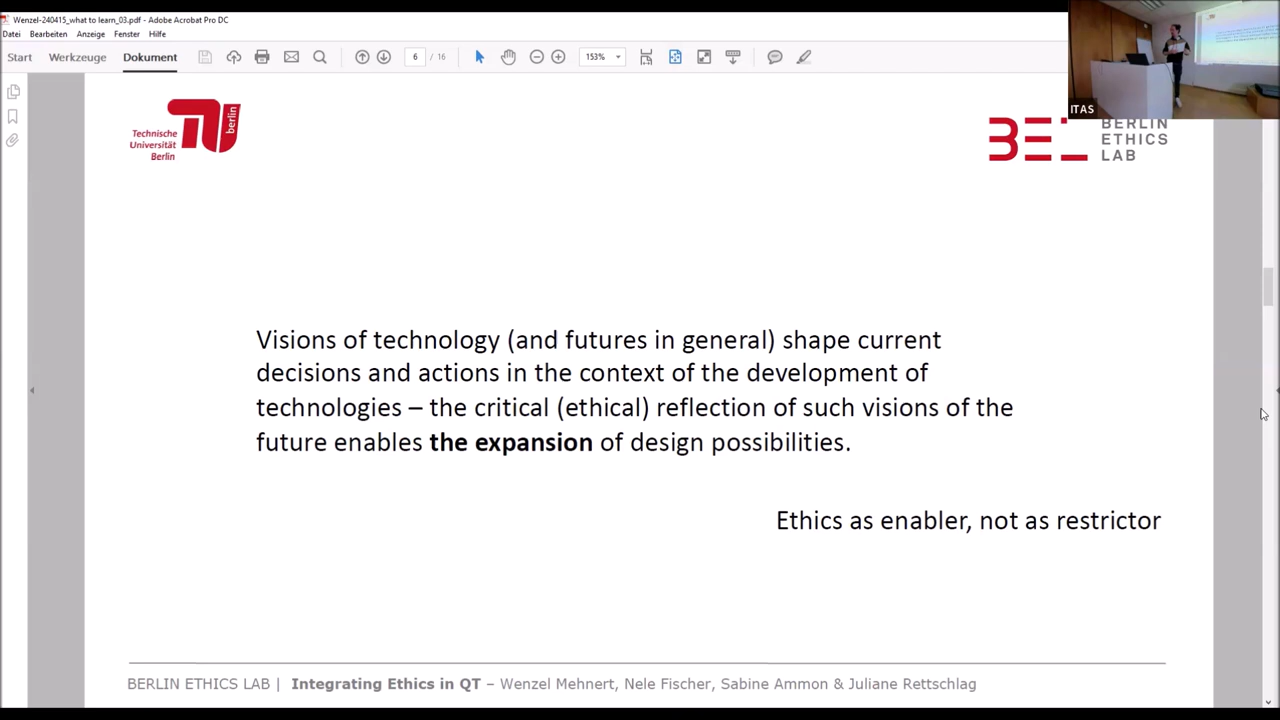 Wenzel-240415_what to learn_03.pdf - Adobe Acrobat Pro DC
Datei Bearbeiten Anzeige Fenster Hilfe
Start Werkzeuge Dokument 6 / 16 153%
ITAS
Technische
Universität
Berlin
berlin
BEL
BERLIN
ETHICS
LAB
Visions of technology (and futures in general) shape current
decisions and actions in the context of the development of
technologies – the critical (ethical) reflection of such visions of the
future enables the expansion of design possibilities.
Ethics as enabler, not as restrictor
BERLIN ETHICS LAB | Integrating Ethics in QT – Wenzel Mehnert, Nele Fischer, Sabine Ammon & Juliane Rettschlag